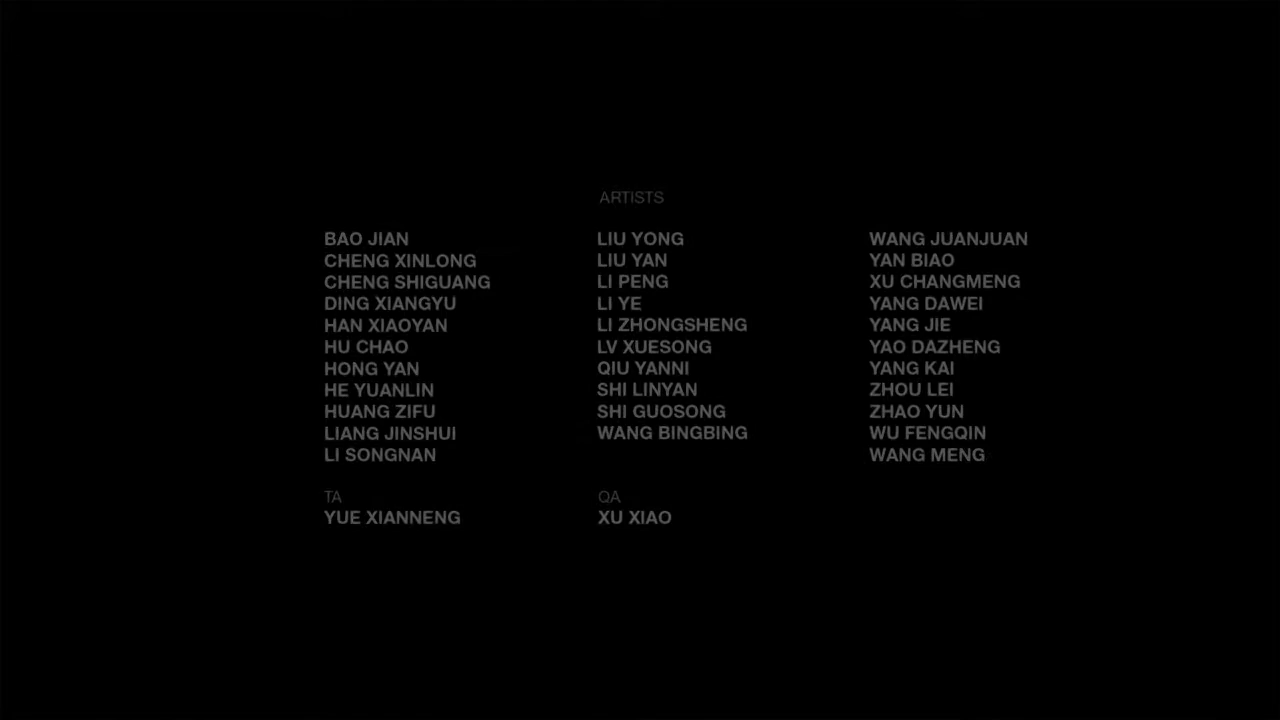 ARTISTS
BAO JIAN
CHENG XINLONG
CHENG SHIGUANG
DING XIANGYU
HAN XIAOYAN
HU CHAO
HONG YAN
HE YUANLIN
HUANG ZIFU
LIANG JINSHUI
LI SONGNAN
LIU YONG
LIU YAN
LI PENG
LI YE
LI ZHONGSHENG
LV XUESONG
QIU YANNI
SHI LINYAN
SHI GUOSONG
WANG BINGBING
WANG JUANJUAN
YAN BIAO
XU CHANGMENG
YANG DAWEI
YANG JIE
YAO DAZHENG
YANG KAI
ZHOU LEI
ZHAO YUN
WU FENGQIN
WANG MENG
TA
YUE XIANNENG
QA
XU XIAO